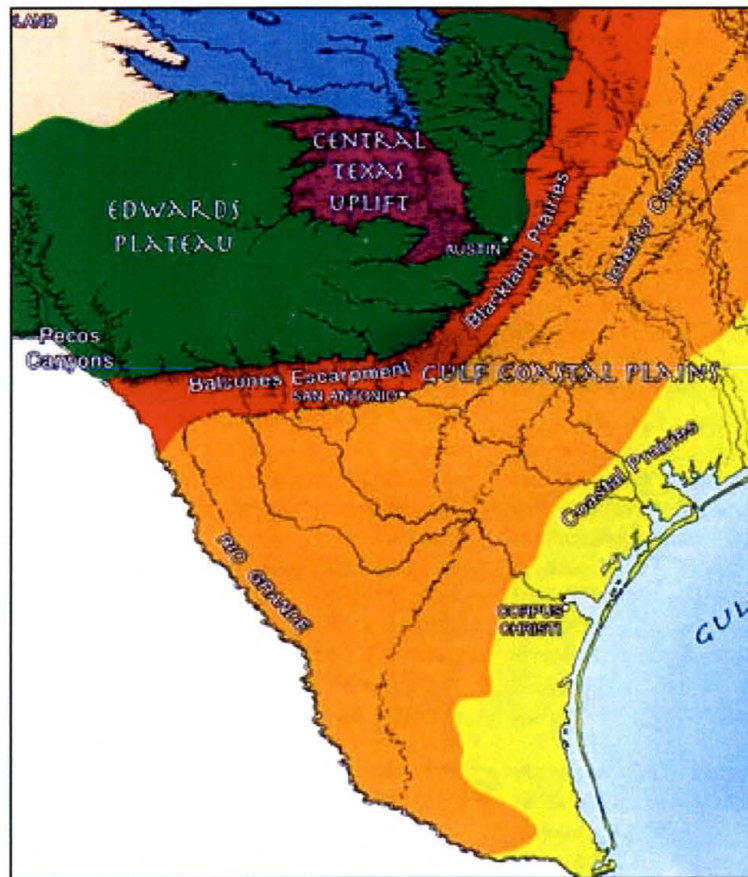 LAND
CENTRAL
TEXAS
UPLIFT
EDWARDS
PLATEAU
AUSTIN
Blackland Prairies
Interior Coastal Plains
Pecos
Canyons
Balcones Escarpment
GULF COASTAL PLAINS
SAN ANTONIO
Coastal Prairies
RIO GRANDE
CORPUS
CHRISTI
GUL